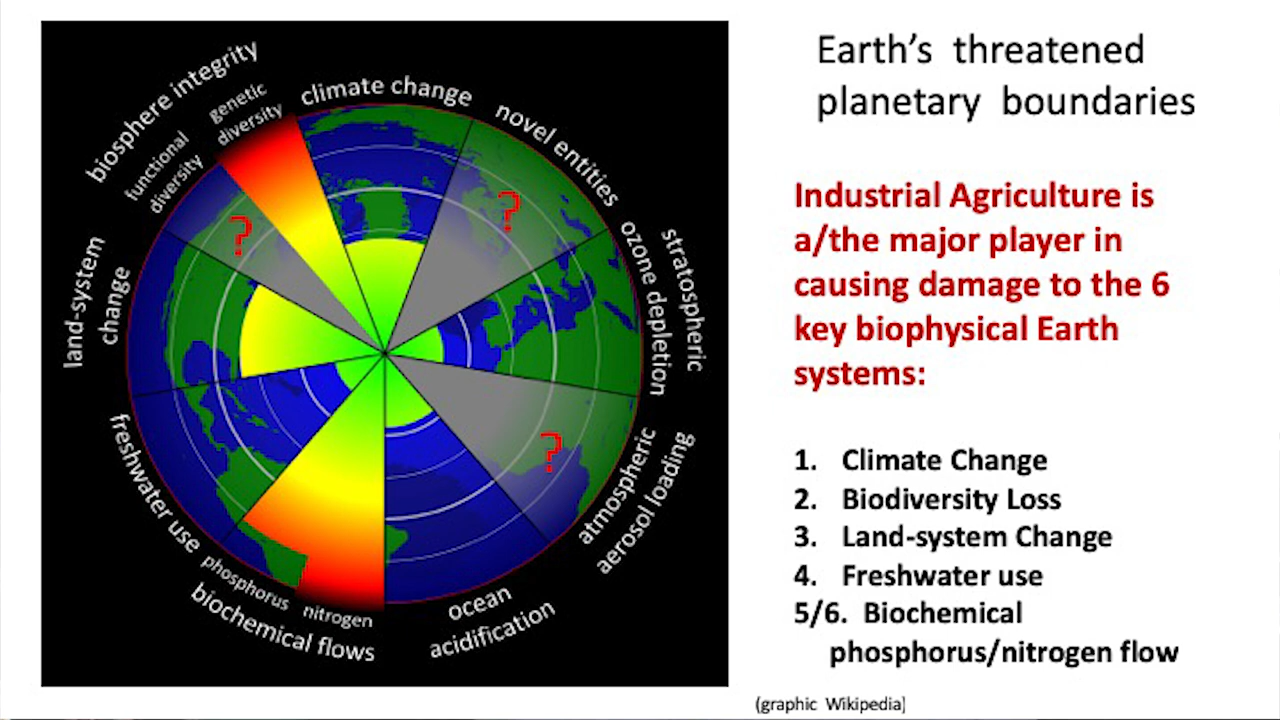 Earth's threatened
planetary boundaries
Industrial Agriculture is
a/the major player in
causing damage to the 6
key biophysical Earth
systems:
1. Climate Change
2. Biodiversity Loss
3. Land-system Change
4. Freshwater use
5/6. Biochemical
phosphorus/nitrogen flow
(graphic Wikipedia)
biosphere integrity
genetic
diversity
functional
diversity
climate change
novel entities
stratospheric
ozone depletion
atmospheric
aerosol loading
ocean
acidification
phosphorus
nitrogen
biochemical flows
freshwater use
land-system
change
?
?
?